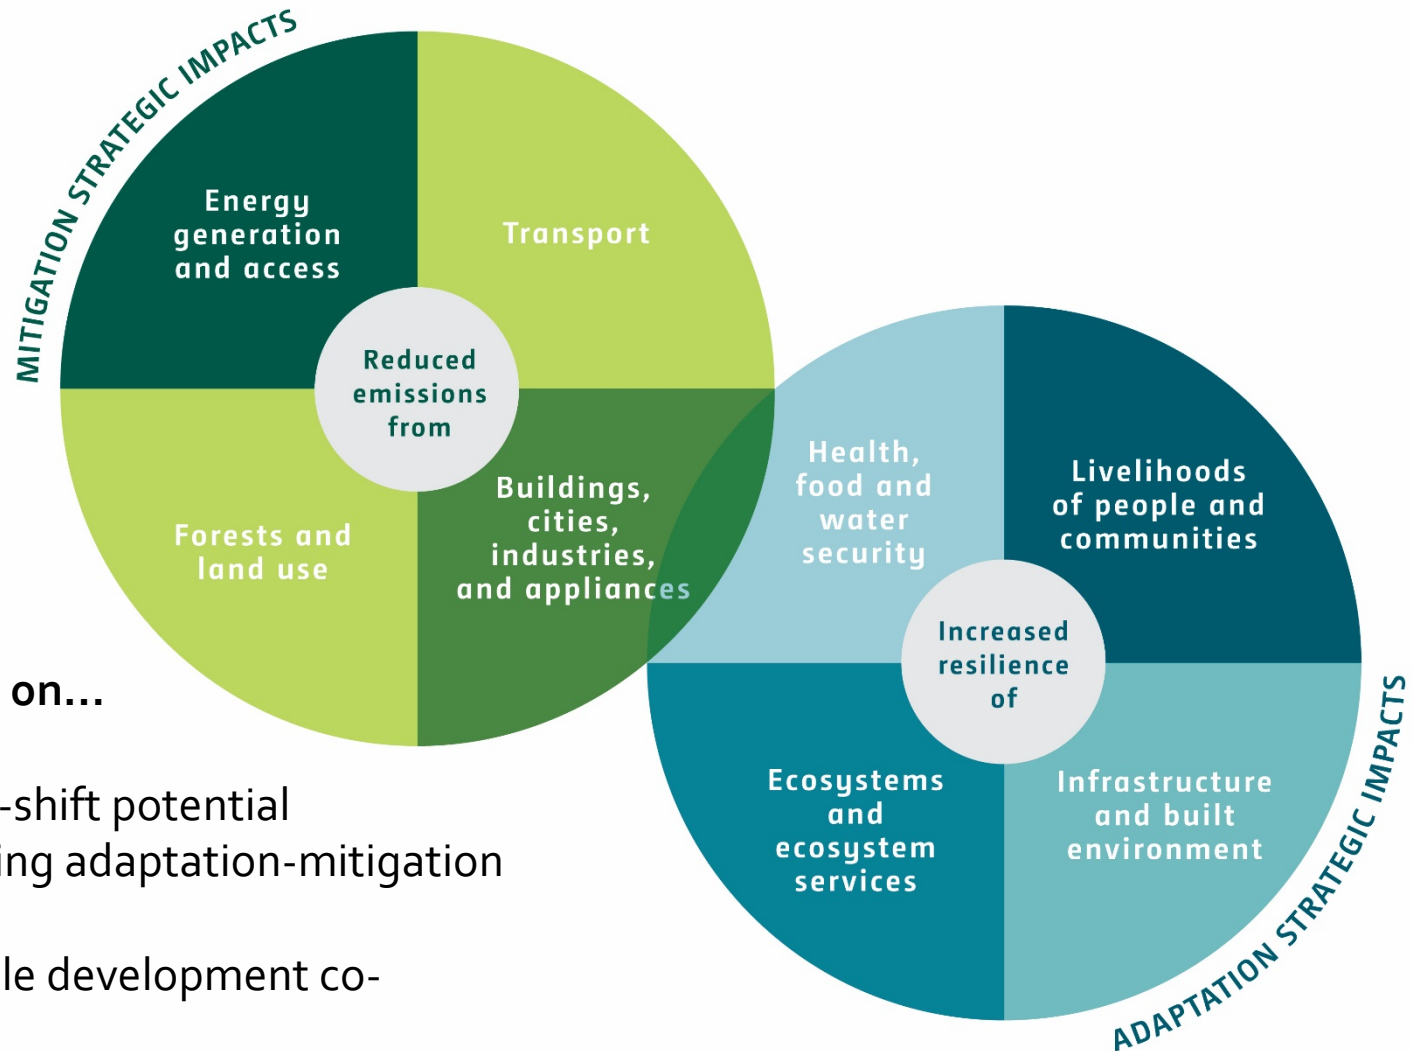 MITIGATION STRATEGIC IMPACTS
Energy
generation
and access
Transport
Reduced
emissions
from
Forests and
land use
Buildings,
cities,
industries,
and appliances
Health,
food and
water
security
Livelihoods
of people and
communities
Increased
resilience
of
Ecosystems
and
ecosystem
services
Infrastructure
and built
environment
ADAPTATION STRATEGIC IMPACTS
on...
-shift potential
ing adaptation-mitigation
le development co-